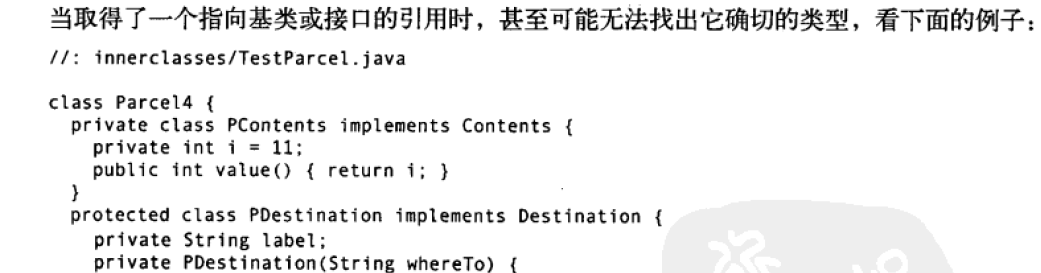 当取得了一个指向基类或接口的引用时，甚至可能无法找出它确切的类型，看下面的例子：
//: innerclasses/TestParcel.java
class Parcel4 {
  private class PContents implements Contents {
    private int i = 11;
    public int value() { return i; }
  }
  protected class PDestination implements Destination {
    private String label;
    private PDestination(String whereTo) {